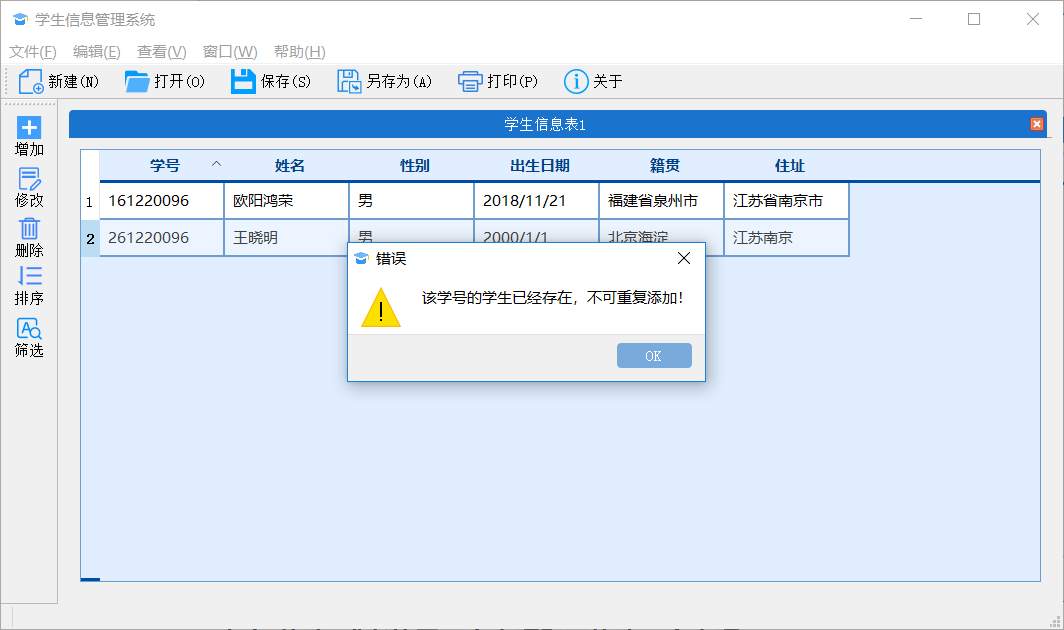 学生信息管理系统
文件(F) 编辑(E) 查看(V) 窗口(W) 帮助(H)
新建(N) 打开(O) 保存(S) 另存为(A) 打印(P) 关于
学生信息表1
增加
修改
删除
排序
筛选
学号 姓名 性别 出生日期 籍贯 住址
1 161220096 欧阳鸿荣 男 2018/11/21 福建省泉州市 江苏省南京市
2 261220096 王晓明 男 2000/1/1 北京海淀 江苏南京
错误
该学号的学生已经存在，不可重复添加！
OK